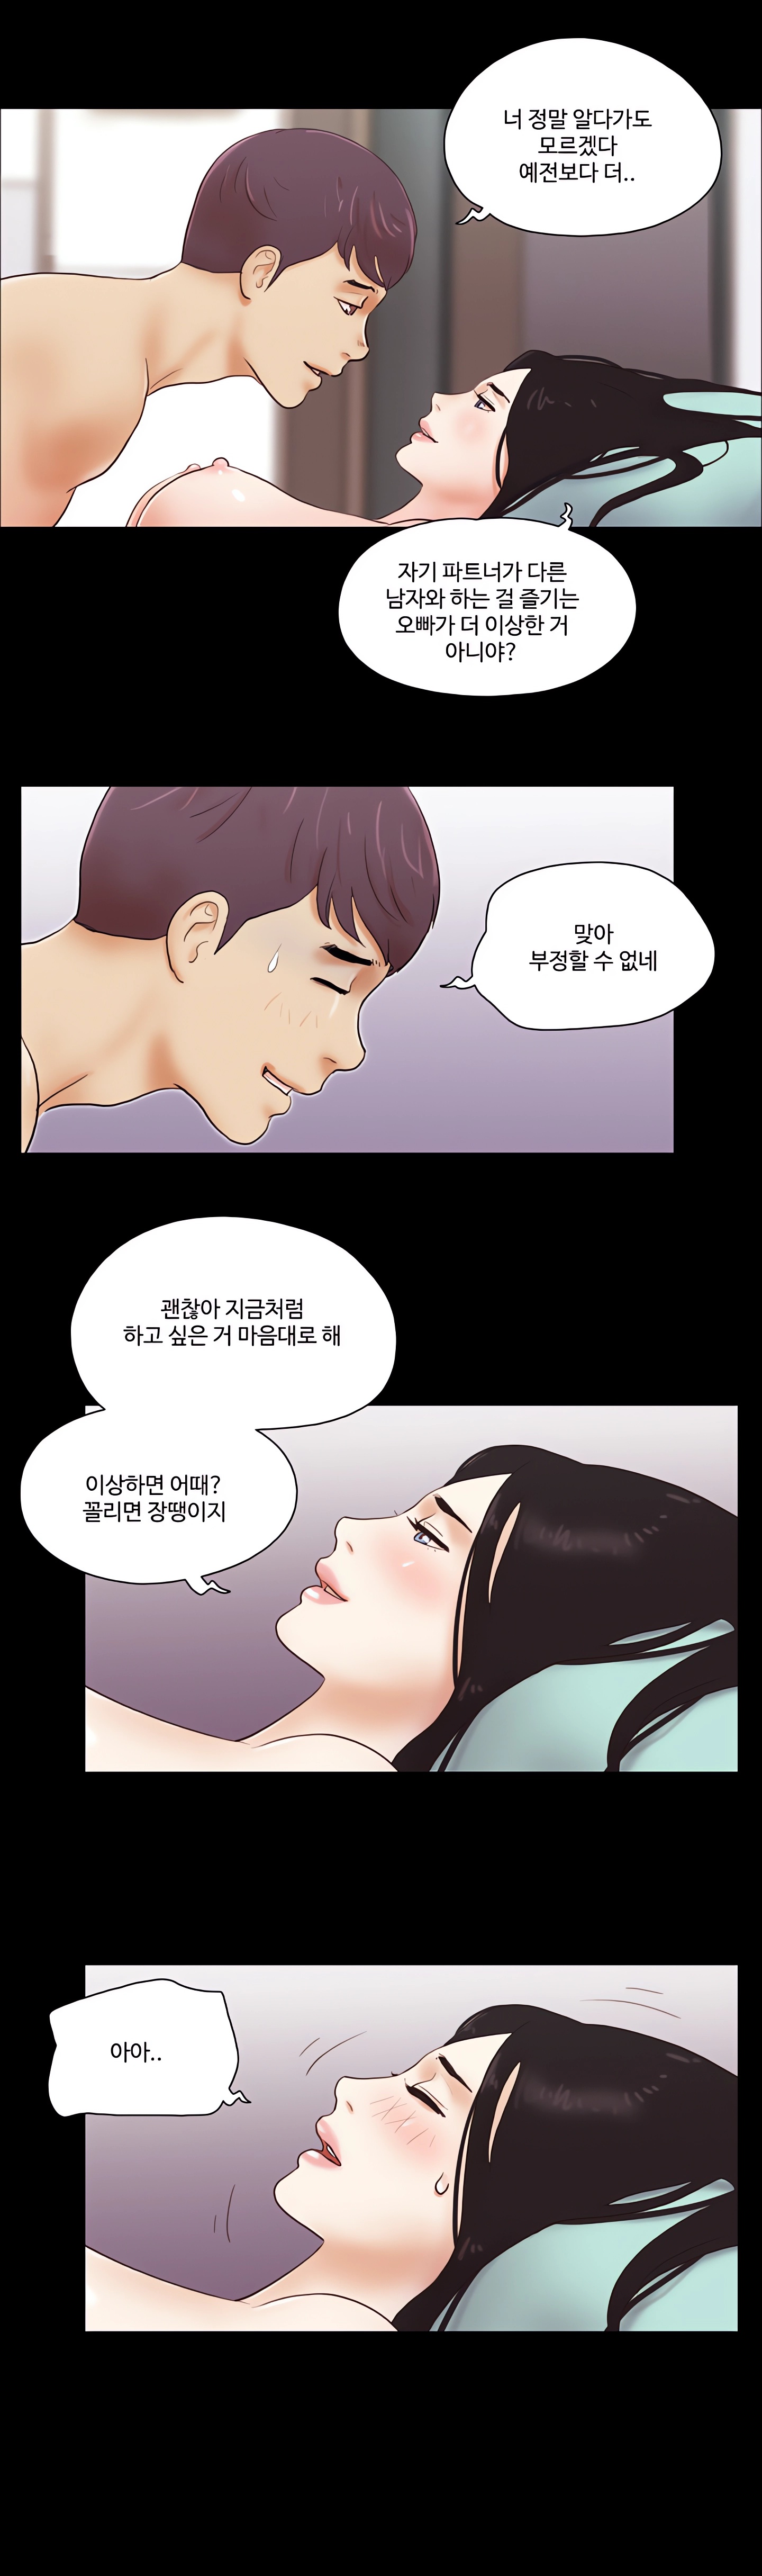 너 정말 알다가도
모르겠다
예전보다 더..
자기 파트너가 다른
남자와 하는 걸 즐기는
오빠가 더 이상한 거
아니야?
맞아
부정할 수 없네
괜찮아 지금처럼
하고 싶은 거 마음대로 해
이상하면 어때?
꼴리면 장땡이지
아아..